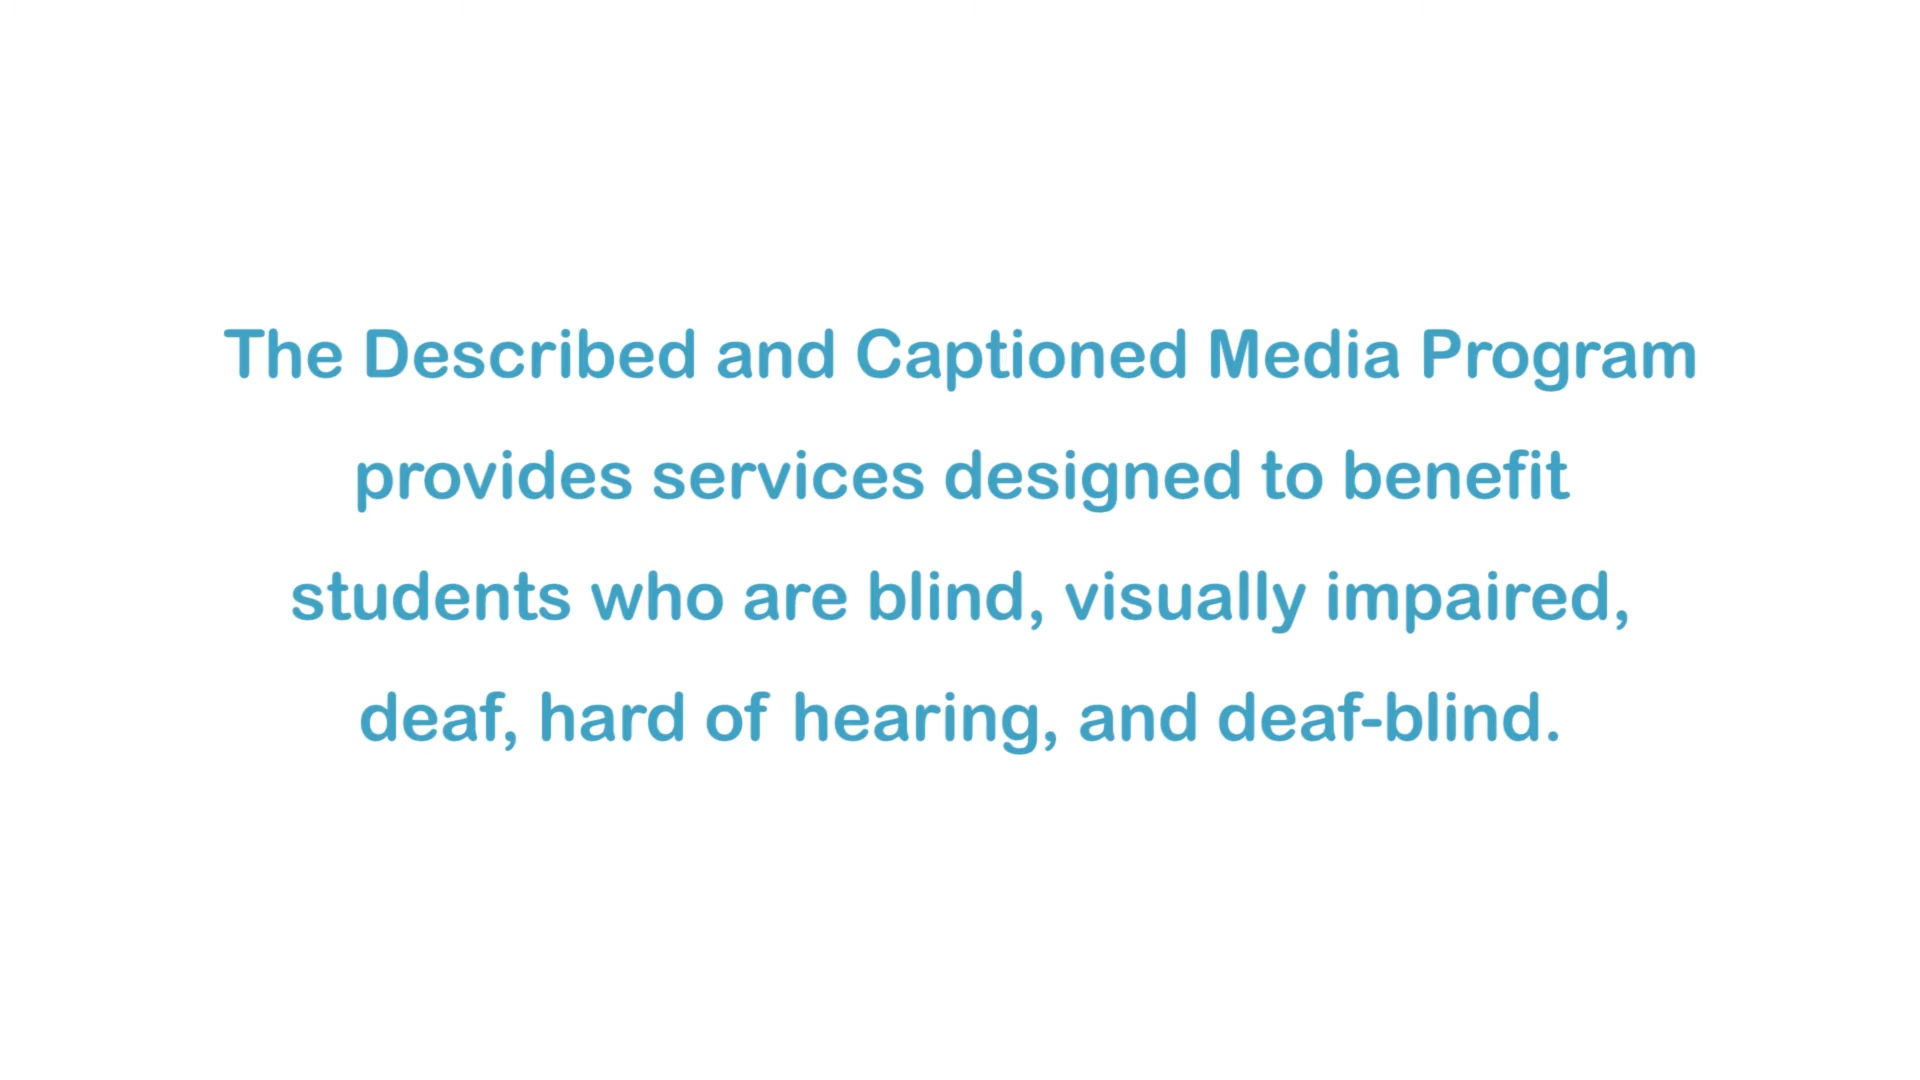 The Described and Captioned Media Program
provides services designed to benefit
students who are blind, visually impaired,
deaf, hard of hearing, and deaf-blind.